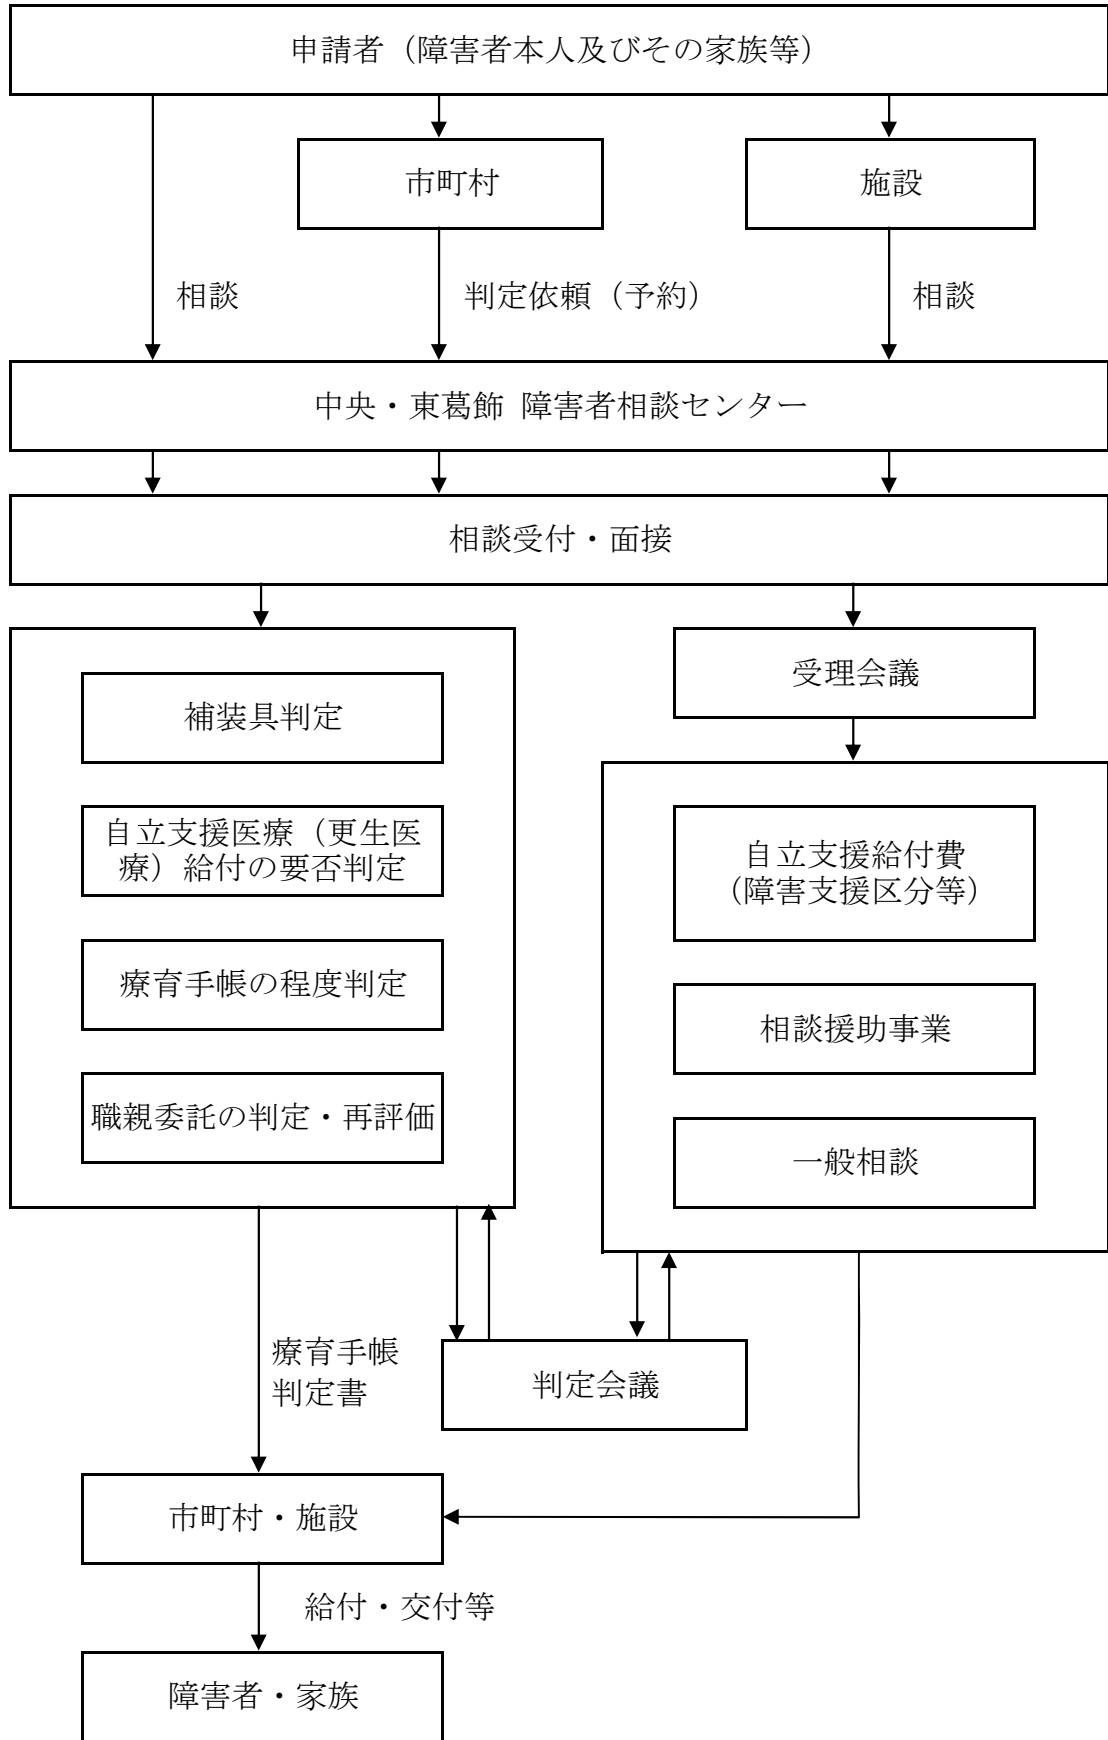 申請者（障害者本人及びその家族等）
市町村
施設
相談
判定依頼（予約）
相談
中央・東葛飾 障害者相談センター
相談受付・面接
補装具判定
自立支援医療（更生医
療）給付の要否判定
療育手帳の程度判定
職親委託の判定・再評価
受理会議
自立支援給付費
（障害支援区分等）
相談援助事業
一般相談
療育手帳
判定書
判定会議
市町村・施設
給付・交付等
障害者・家族